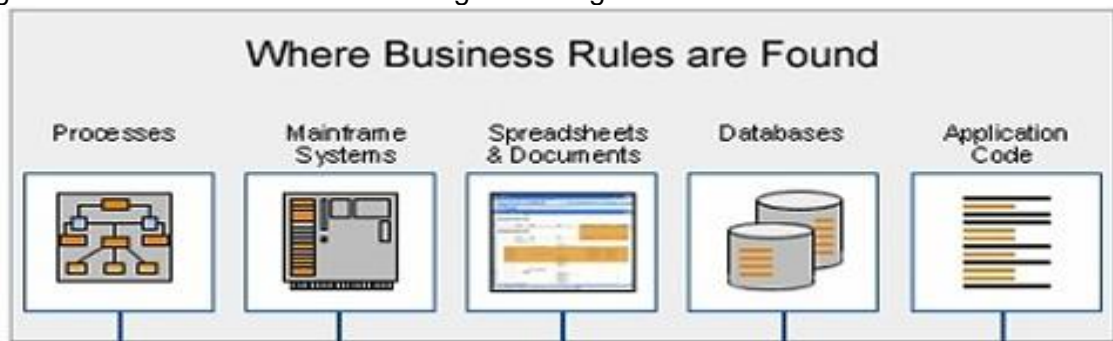 Where Business Rules are Found
Processes
Mainframe
Systems
Spreadsheets
& Documents
Databases
Application
Code